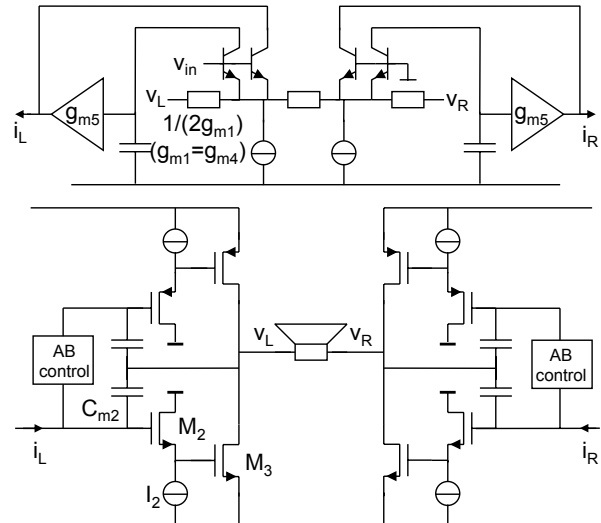 v_in
v_L
v_R
g_m5
g_m5
1/(2g_m1)
(g_m1=g_m4)
i_L
i_R
v_L
v_R
AB
control
AB
control
C_m2
M_2
i_L
M_3
i_R
I_2